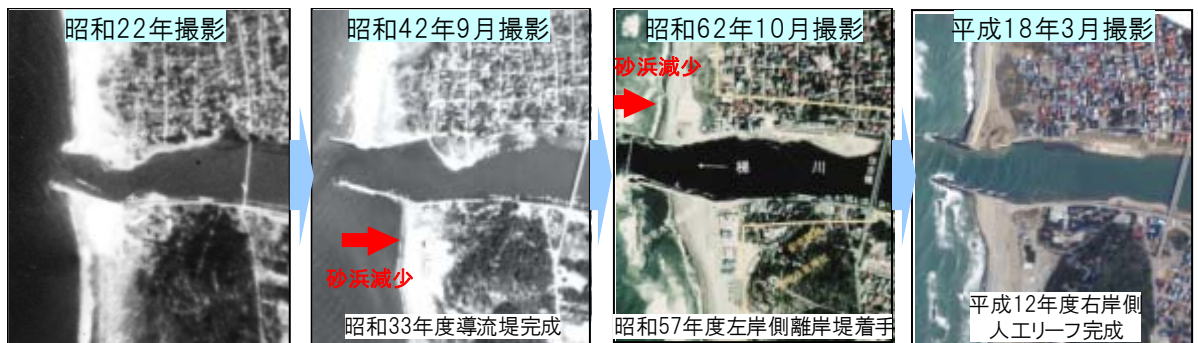 昭和22年撮影
昭和42年9月撮影
砂浜減少
昭和33年度導流堤完成
昭和62年10月撮影
砂浜減少
梯
川
昭和57年度左岸側離岸堤着手
平成18年3月撮影
平成12年度右岸側
人工リーフ完成